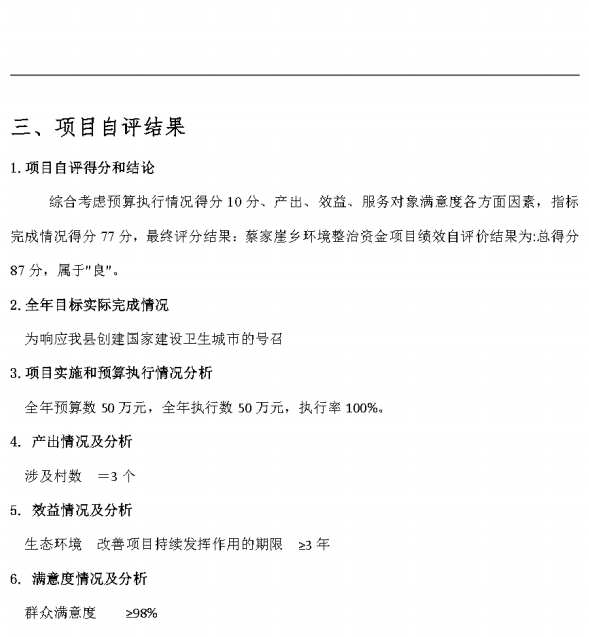 三、项目自评结果
1. 项目自评得分和结论
综合考虑预算执行情况得分 10 分、产出、效益、服务对象满意度各方面因素，指标
完成情况得分 77 分，最终评分结果：蔡家崖乡环境整治资金项目绩效自评价结果为:总得分
87 分，属于"良"。
2. 全年目标实际完成情况
为响应我县创建国家建设卫生城市的号召
3. 项目实施和预算执行情况分析
全年预算数 50 万元，全年执行数 50 万元，执行率 100%。
4. 产出情况及分析
涉及村数 =3 个
5. 效益情况及分析
生态环境 改善项目持续发挥作用的期限 ≥3 年
6. 满意度情况及分析
群众满意度 ≥98%